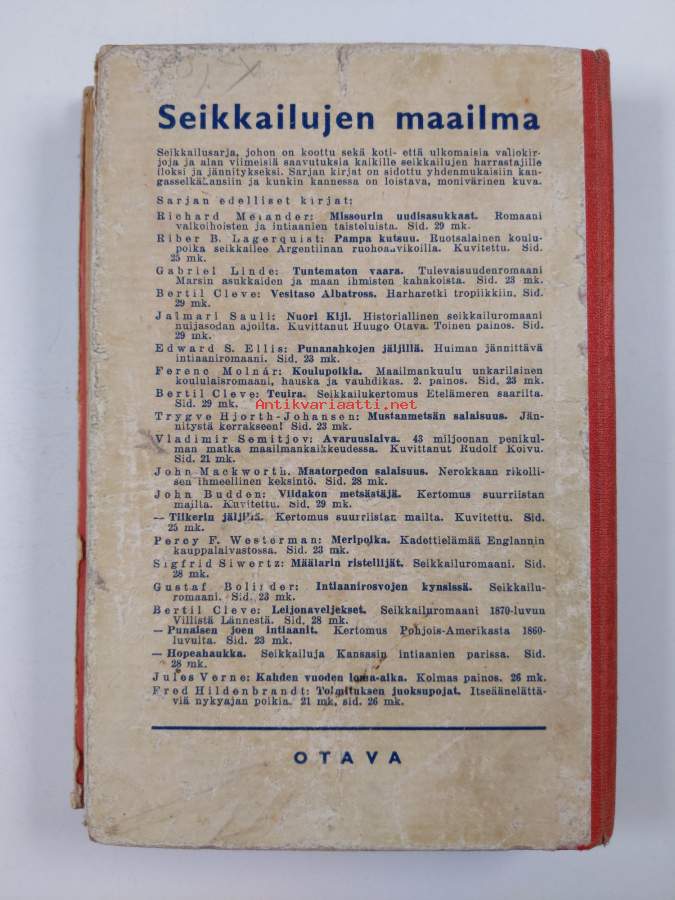 Seikkailujen maailma
Seikkailusarja, johon on koottu sekä koti- että ulkomaisia valiokir-
joja ja alan viimeisiä saavutuksia kaikille seikkailujen harrastajille
iloksi ja jännitykseksi. Sarjan kirjat on sidottu yhdenmukaisiin kan-
gasselkäkansiin ja kunkin kannessa on loistava, monivärinen kuva.
Sarjan edelliset kirjat:
Richard Melander: Missourin uudisasukkaat. Romaani
valkoihoisten ja intiaanien taisteluista. Sid. 29 mk.
Riber B. Lagerquist: Pampa kutsuu. Ruotsalainen koulu-
poika seikkailee Argentiinan ruohoaavikoilla. Kuvitettu. Sid.
25 mk.
Gabriel Linde: Tuntematon vaara. Tulevaisuudenromaani
Marsin asukkaiden ja maan ihmisten kahakoista. Sid. 23 mk.
Bertil Cleve: Vesitaso Albatross. Harharetki tropiikkiin, Sid.
29 mk.
Jalmari Sauli: Nuori Kijl. Historiallinen seikkailuromaani
nuijasodan ajoilta. Kuvittanut Huugo Otava. Toinen painos. Sid.
29 mk.
Edward S. Ellis: Punanahkojen jäljillä. Huiman jännittävä
intiaaniromaani. Sid. 23 mk.
Ferenc Molnár: Koulupoikia. Maailmankuulu unkarilainen
koululaisromaani, hauska ja vauhdikas. 2. painos. Sid. 23 mk.
Bertil Cleve: Teuira. Seikkailukertomus Etelämeren saarilta.
Sid. 29 mk.
Antikvariaatti.net
Trygve Hjorth-Johansen: Mustanmetsän salaisuus. Jän-
nitystä kerrakseen! Sid. 23 mk.
Vladimir Semitjov: Avaruuslaiva. 43 miljoonan penikul-
man matka maailmankaikkeudessa. Kuvittanut Rudolf Koivu.
Sid. 21 mk.
John Mackworth. Maatorpedon salaisuus. Nerokkaan rikolli-
sen ihmeellinen keksintö. Sid. 28 mk.
John Budden: Viidakon metsästäjä. Kertomus suurriistan
mailta. Kuvitettu. Sid. 29 mk.
— Tiikerin jäljillä. Kertomus suurriistan mailta. Kuvitettu. Sid.
25 mk.
Percy F. Westerman: Meripoika. Kadettielämää Englannin
kauppalaivastossa. Sid. 23 mk.
Sigfrid Siwertz: Määlarin risteilijät. Seikkailuromaani. Sid.
28 mk.
Gustaf Bolinder: Intiaanirosvojen kynsissä. Seikkailu-
romaani. Sid. 23 mk.
Bertil Cleve: Leijonaveljekset. Seikkailuromaani 1870-luvun
Villistä Lännestä. Sid. 28 mk.
— Punaisen joen intiaanit. Kertomus Pohjois-Amerikasta 1860-
luvulta. Sid. 23 mk.
— Hopeahaukka. Seikkailuja Kansasin intiaanien parissa. Sid.
28 mk.
Jules Verne: Kahden vuoden loma-aika. Kolmas painos. 26 mk.
Fred Hildenbrandt: Toimituksen juoksupojat. Itseäänelättä-
viä nykyajan poikia. 21 mk, sid. 26 mk.
OTAVA